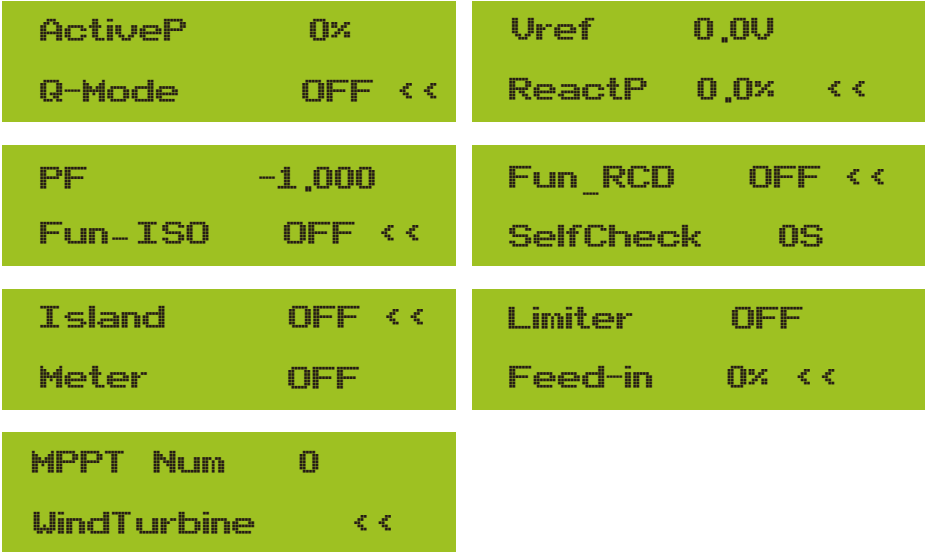 ActiveP 0%
Q-Mode OFF <<
Vref 0.0V
ReactP 0.0% <<
PF -1.000
Fun-ISO OFF <<
Fun_RCD OFF <<
SelfCheck 0S
Island OFF <<
Meter OFF
Limiter OFF
Feed-in 0% <<
MPPT Num 0
WindTurbine <<